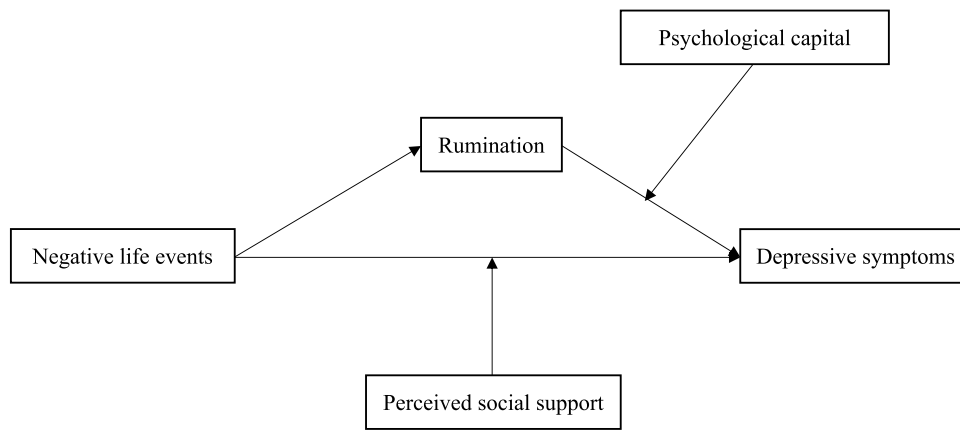 Psychological capital
Rumination
Negative life events
Depressive symptoms
Perceived social support